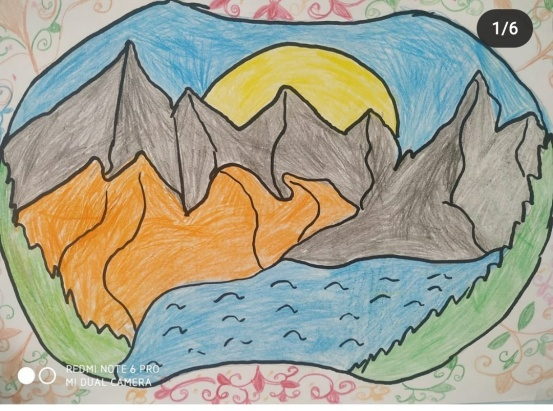 1/6
REDMI NOTE 6 PRO
MI DUAL CAMERA